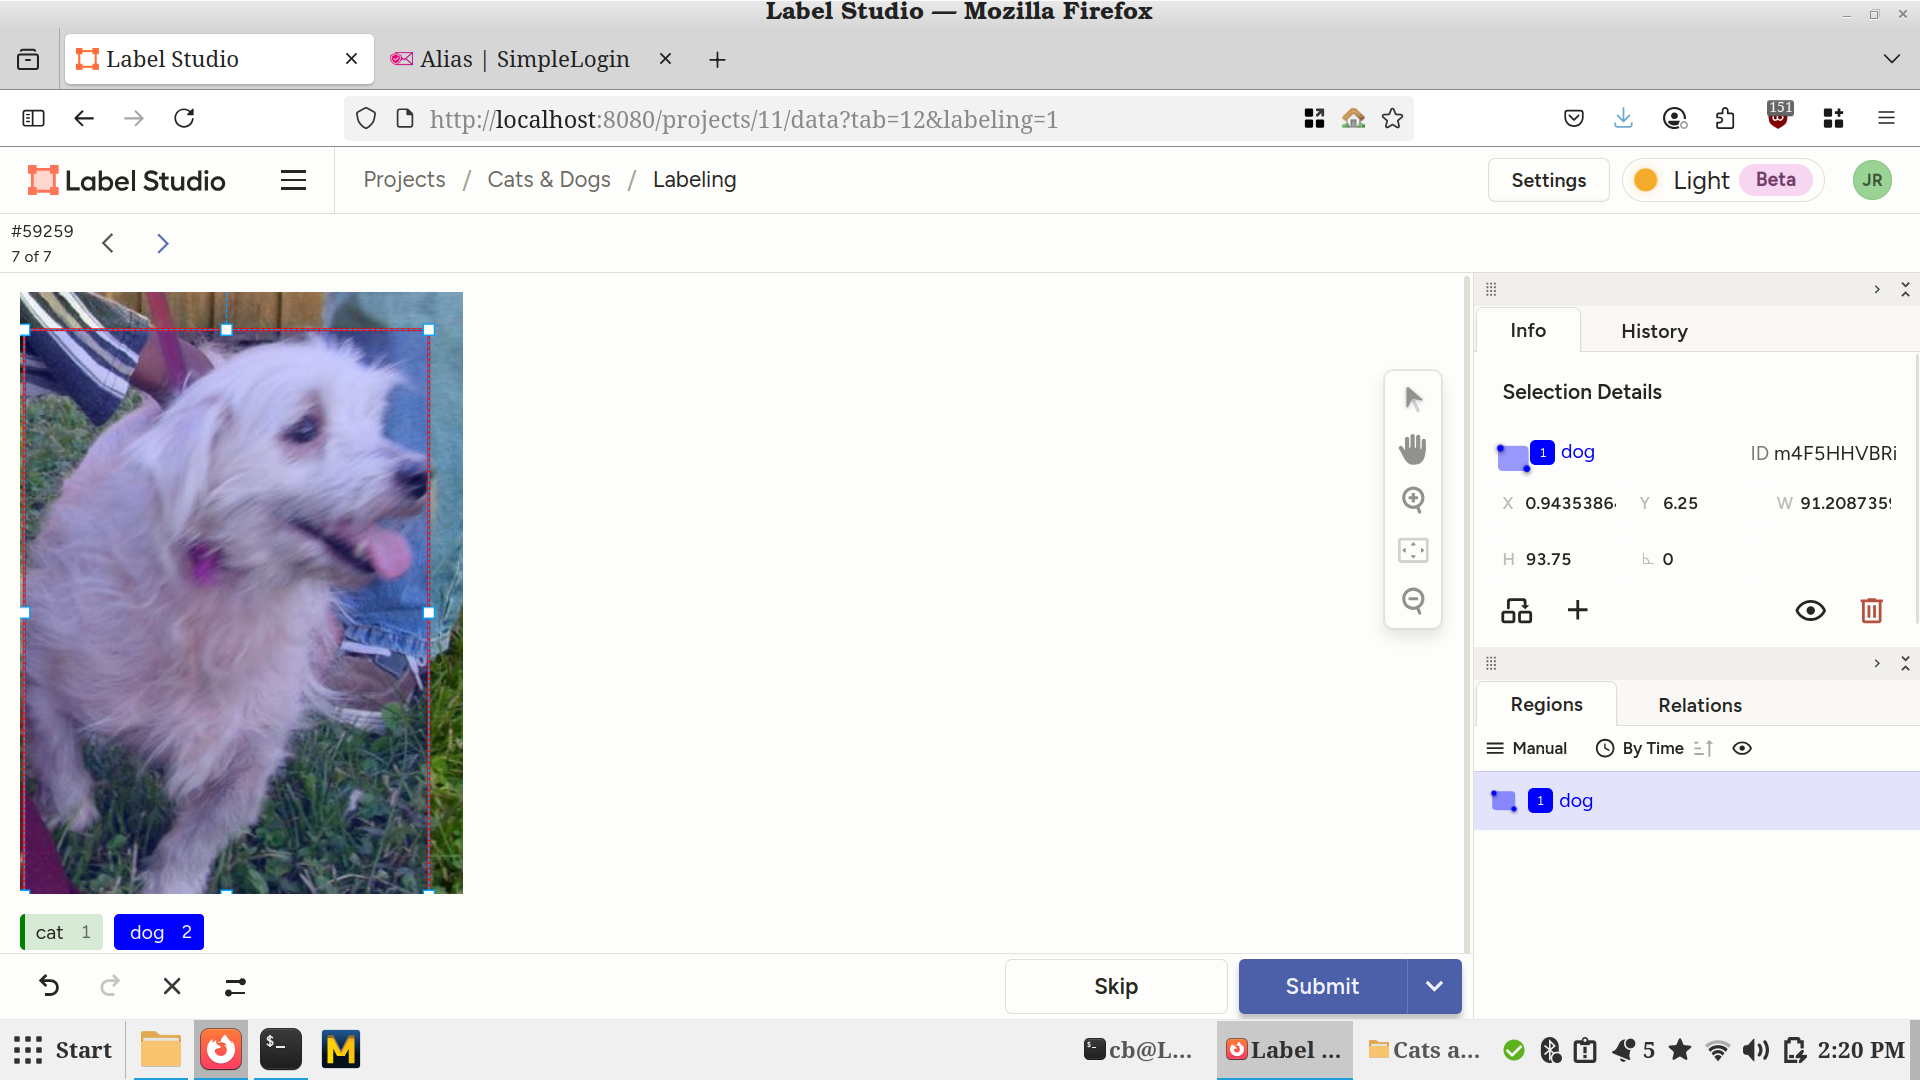 Label Studio — Mozilla Firefox
Label Studio
Alias | SimpleLogin
http://localhost:8080/projects/11/data?tab=12&labeling=1
151
Label Studio
Projects / Cats & Dogs / Labeling
Settings
Light Beta
JR
#59259
7 of 7
Info
History
Selection Details
1 dog
ID m4F5HHVBRi
X 0.9435386
Y 6.25
W 91.208735
H 93.75
0
Regions
Relations
Manual
By Time
1 dog
cat 1
dog 2
Skip
Submit
Start
$_
M
cb@L...
Label ...
Cats a...
5
2:20 PM